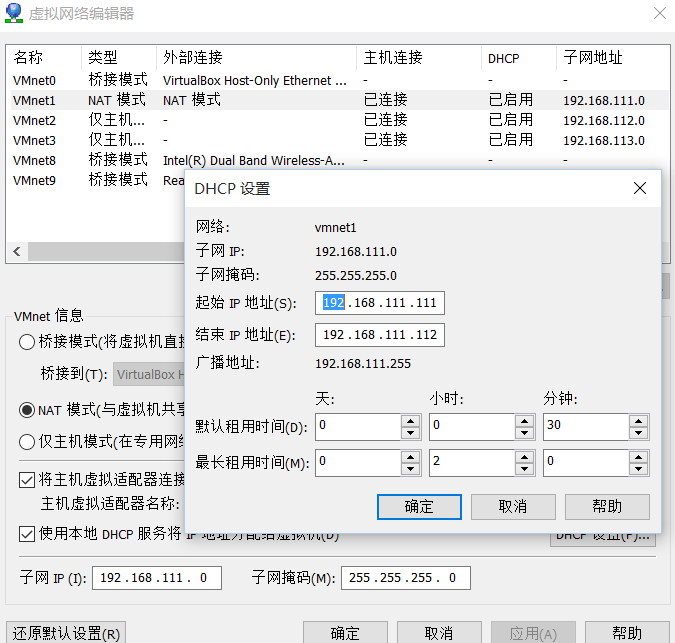 虚拟网络编辑器
名称 类型 外部连接 主机连接 DHCP 子网地址
VMnet0 桥接模式 VirtualBox Host-Only Ethernet ... - - -
VMnet1 NAT 模式 NAT 模式 已连接 已启用 192.168.111.0
VMnet2 仅主机... - 已连接 已启用 192.168.112.0
VMnet3 仅主机... - 已连接 已启用 192.168.113.0
VMnet8 桥接模式 Intel(R) Dual Band Wireless-A... - - -
VMnet9 桥接模式 Rea
DHCP 设置
网络: vmnet1
子网 IP: 192.168.111.0
子网掩码: 255.255.255.0
起始 IP 地址(S): 192.168.111.111
结束 IP 地址(E): 192.168.111.112
广播地址: 192.168.111.255
天: 小时: 分钟:
默认租用时间(D): 0 0 30
最长租用时间(M): 0 2 0
确定 取消 帮助
VMnet 信息
桥接模式(将虚拟机直接
桥接到(T): VirtualBox H
NAT 模式(与虚拟机共享
仅主机模式(在专用网络
将主机虚拟适配器连接
主机虚拟适配器名称:
使用本地 DHCP 服务将 IP 地址分配给虚拟机(D) DHCP 设置(P)...
子网 IP (I): 192.168.111.0 子网掩码(M): 255.255.255.0
还原默认设置(R) 确定 取消 应用(A) 帮助